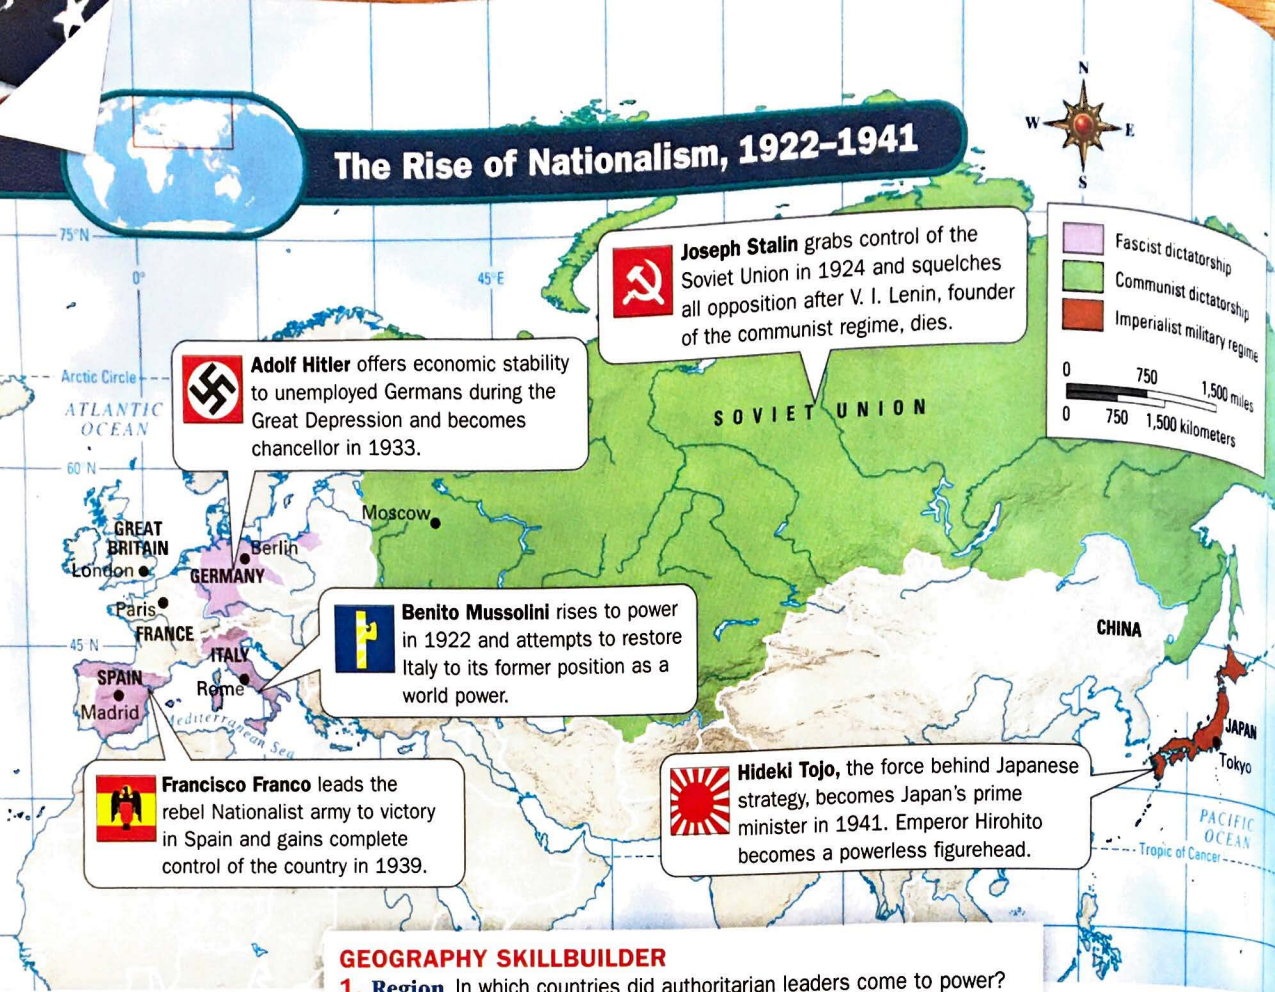 The Rise of Nationalism, 1922–1941
N
W
E
S
75°N
0°
45°E
Joseph Stalin grabs control of the
Soviet Union in 1924 and squelches
all opposition after V. I. Lenin, founder
of the communist regime, dies.
Fascist dictatorship
Communist dictatorship
Imperialist military regime
0 750 1,500 miles
0 750 1,500 kilometers
Adolf Hitler offers economic stability
to unemployed Germans during the
Great Depression and becomes
chancellor in 1933.
Arctic Circle
ATLANTIC
OCEAN
SOVIET UNION
60°N
Moscow
GREAT
BRITAIN
London
Berlin
GERMANY
Paris
FRANCE
Benito Mussolini rises to power
in 1922 and attempts to restore
Italy to its former position as a
world power.
CHINA
45°N
ITALY
Rome
SPAIN
Madrid
Mediterranean Sea
JAPAN
Tokyo
Francisco Franco leads the
rebel Nationalist army to victory
in Spain and gains complete
control of the country in 1939.
Hideki Tojo, the force behind Japanese
strategy, becomes Japan's prime
minister in 1941. Emperor Hirohito
becomes a powerless figurehead.
PACIFIC
OCEAN
Tropic of Cancer
GEOGRAPHY SKILLBUILDER
1. Region In which countries did authoritarian leaders come to power?